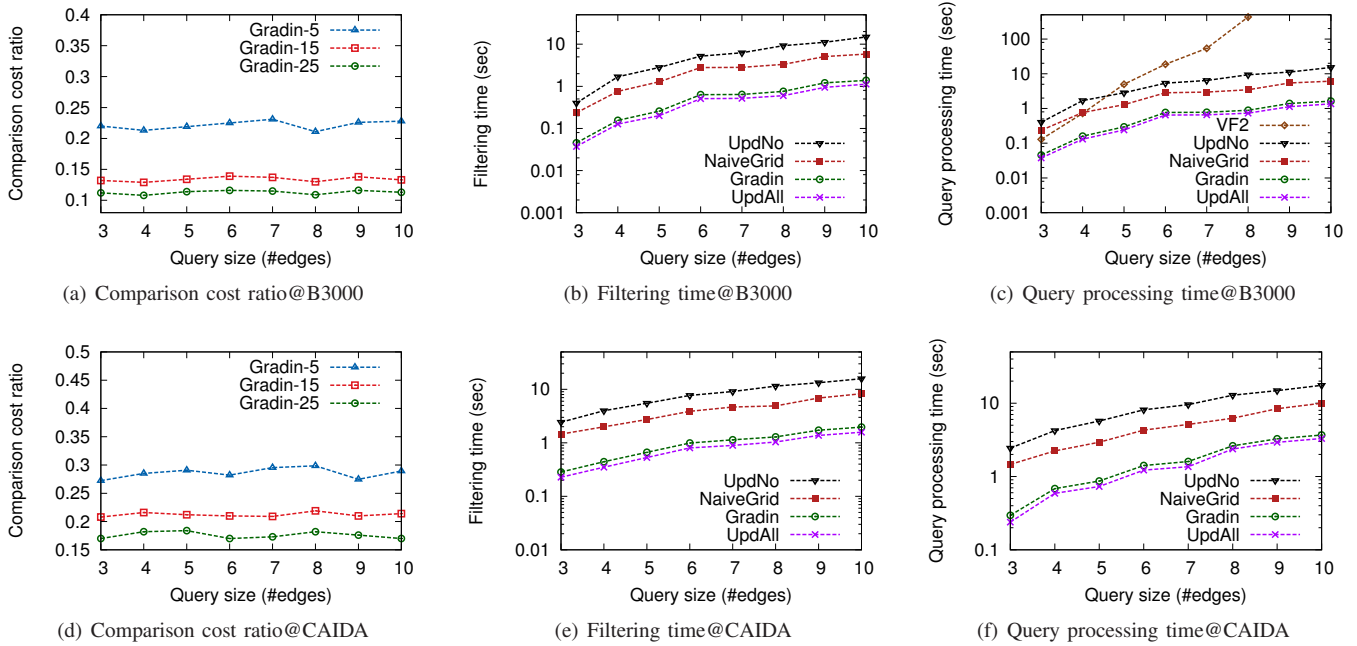 Comparison cost ratio
0.4
0.35
0.3
0.25
0.2
0.15
0.1
Gradin-5
Gradin-15
Gradin-25
3 4 5 6 7 8 9 10
Query size (#edges)
(a) Comparison cost ratio@B3000
Filtering time (sec)
10
1
0.1
0.01
0.001
UpdNo
NaiveGrid
Gradin
UpdAll
3 4 5 6 7 8 9 10
Query size (#edges)
(b) Filtering time@B3000
Query processing time (sec)
100
10
1
0.1
0.01
0.001
VF2
UpdNo
NaiveGrid
Gradin
UpdAll
3 4 5 6 7 8 9 10
Query size (#edges)
(c) Query processing time@B3000
Comparison cost ratio
0.5
0.45
0.4
0.35
0.3
0.25
0.2
0.15
Gradin-5
Gradin-15
Gradin-25
3 4 5 6 7 8 9 10
Query size (#edges)
(d) Comparison cost ratio@CAIDA
Filtering time (sec)
10
1
0.1
0.01
UpdNo
NaiveGrid
Gradin
UpdAll
3 4 5 6 7 8 9 10
Query size (#edges)
(e) Filtering time@CAIDA
Query processing time (sec)
10
1
0.1
UpdNo
NaiveGrid
Gradin
UpdAll
3 4 5 6 7 8 9 10
Query size (#edges)
(f) Query processing time@CAIDA